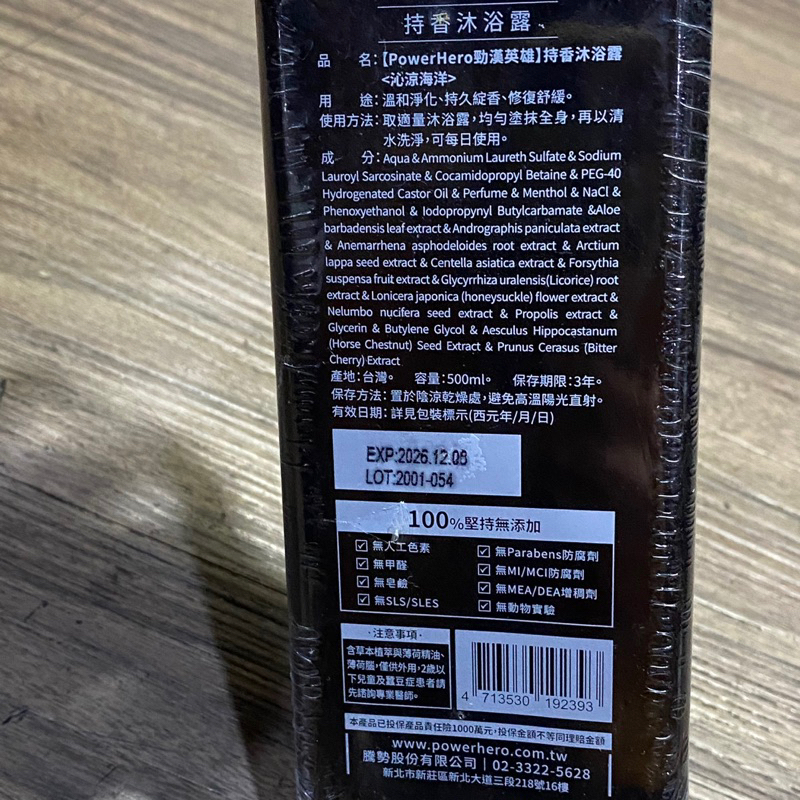 持香沐浴露
品　名：【PowerHero勁漢英雄】持香沐浴露
<沁涼海洋>
用　途：溫和淨化、持久綻香、修復舒緩。
使用方法：取適量沐浴露，均勻塗抹全身，再以清
水洗淨，可每日使用。
成　分：Aqua & Ammonium Laureth Sulfate & Sodium
Lauroyl Sarcosinate & Cocamidopropyl Betaine & PEG-40
Hydrogenated Castor Oil & Perfume & Menthol & NaCl &
Phenoxyethanol & Iodopropynyl Butylcarbamate &Aloe
barbadensis leaf extract & Andrographis paniculata extract
& Anemarrhena asphodeloides root extract & Arctium
lappa seed extract & Centella asiatica extract & Forsythia
suspensa fruit extract & Glycyrrhiza uralensis(Licorice) root
extract & Lonicera japonica (honeysuckle) flower extract &
Nelumbo nucifera seed extract & Propolis extract &
Glycerin & Butylene Glycol & Aesculus Hippocastanum
(Horse Chestnut) Seed Extract & Prunus Cerasus (Bitter
Cherry) Extract
產地：台灣。　容量：500ml。　保存期限：3年。
保存方法：置於陰涼乾燥處，避免高溫陽光直射。
有效日期：詳見包裝標示(西元年/月/日)
EXP:2026.12.06
LOT:2001-054
100%堅持無添加
無人工色素 無Parabens防腐劑
無甲醛 無MI/MCI防腐劑
無皂鹼 無MEA/DEA增稠劑
無SLS/SLES 無動物實驗
·注意事項·
含草本植萃與薄荷精油、
薄荷腦，僅供外用，2歲以
下兒童及蠶豆症患者請
先諮詢專業醫師。
4 713530 192393
本產品已投保產品責任險1000萬元，投保金額不等同理賠金額
www.powerhero.com.tw
騰勢股份有限公司 | 02-3322-5628
新北市新莊區新北大道三段218號16樓